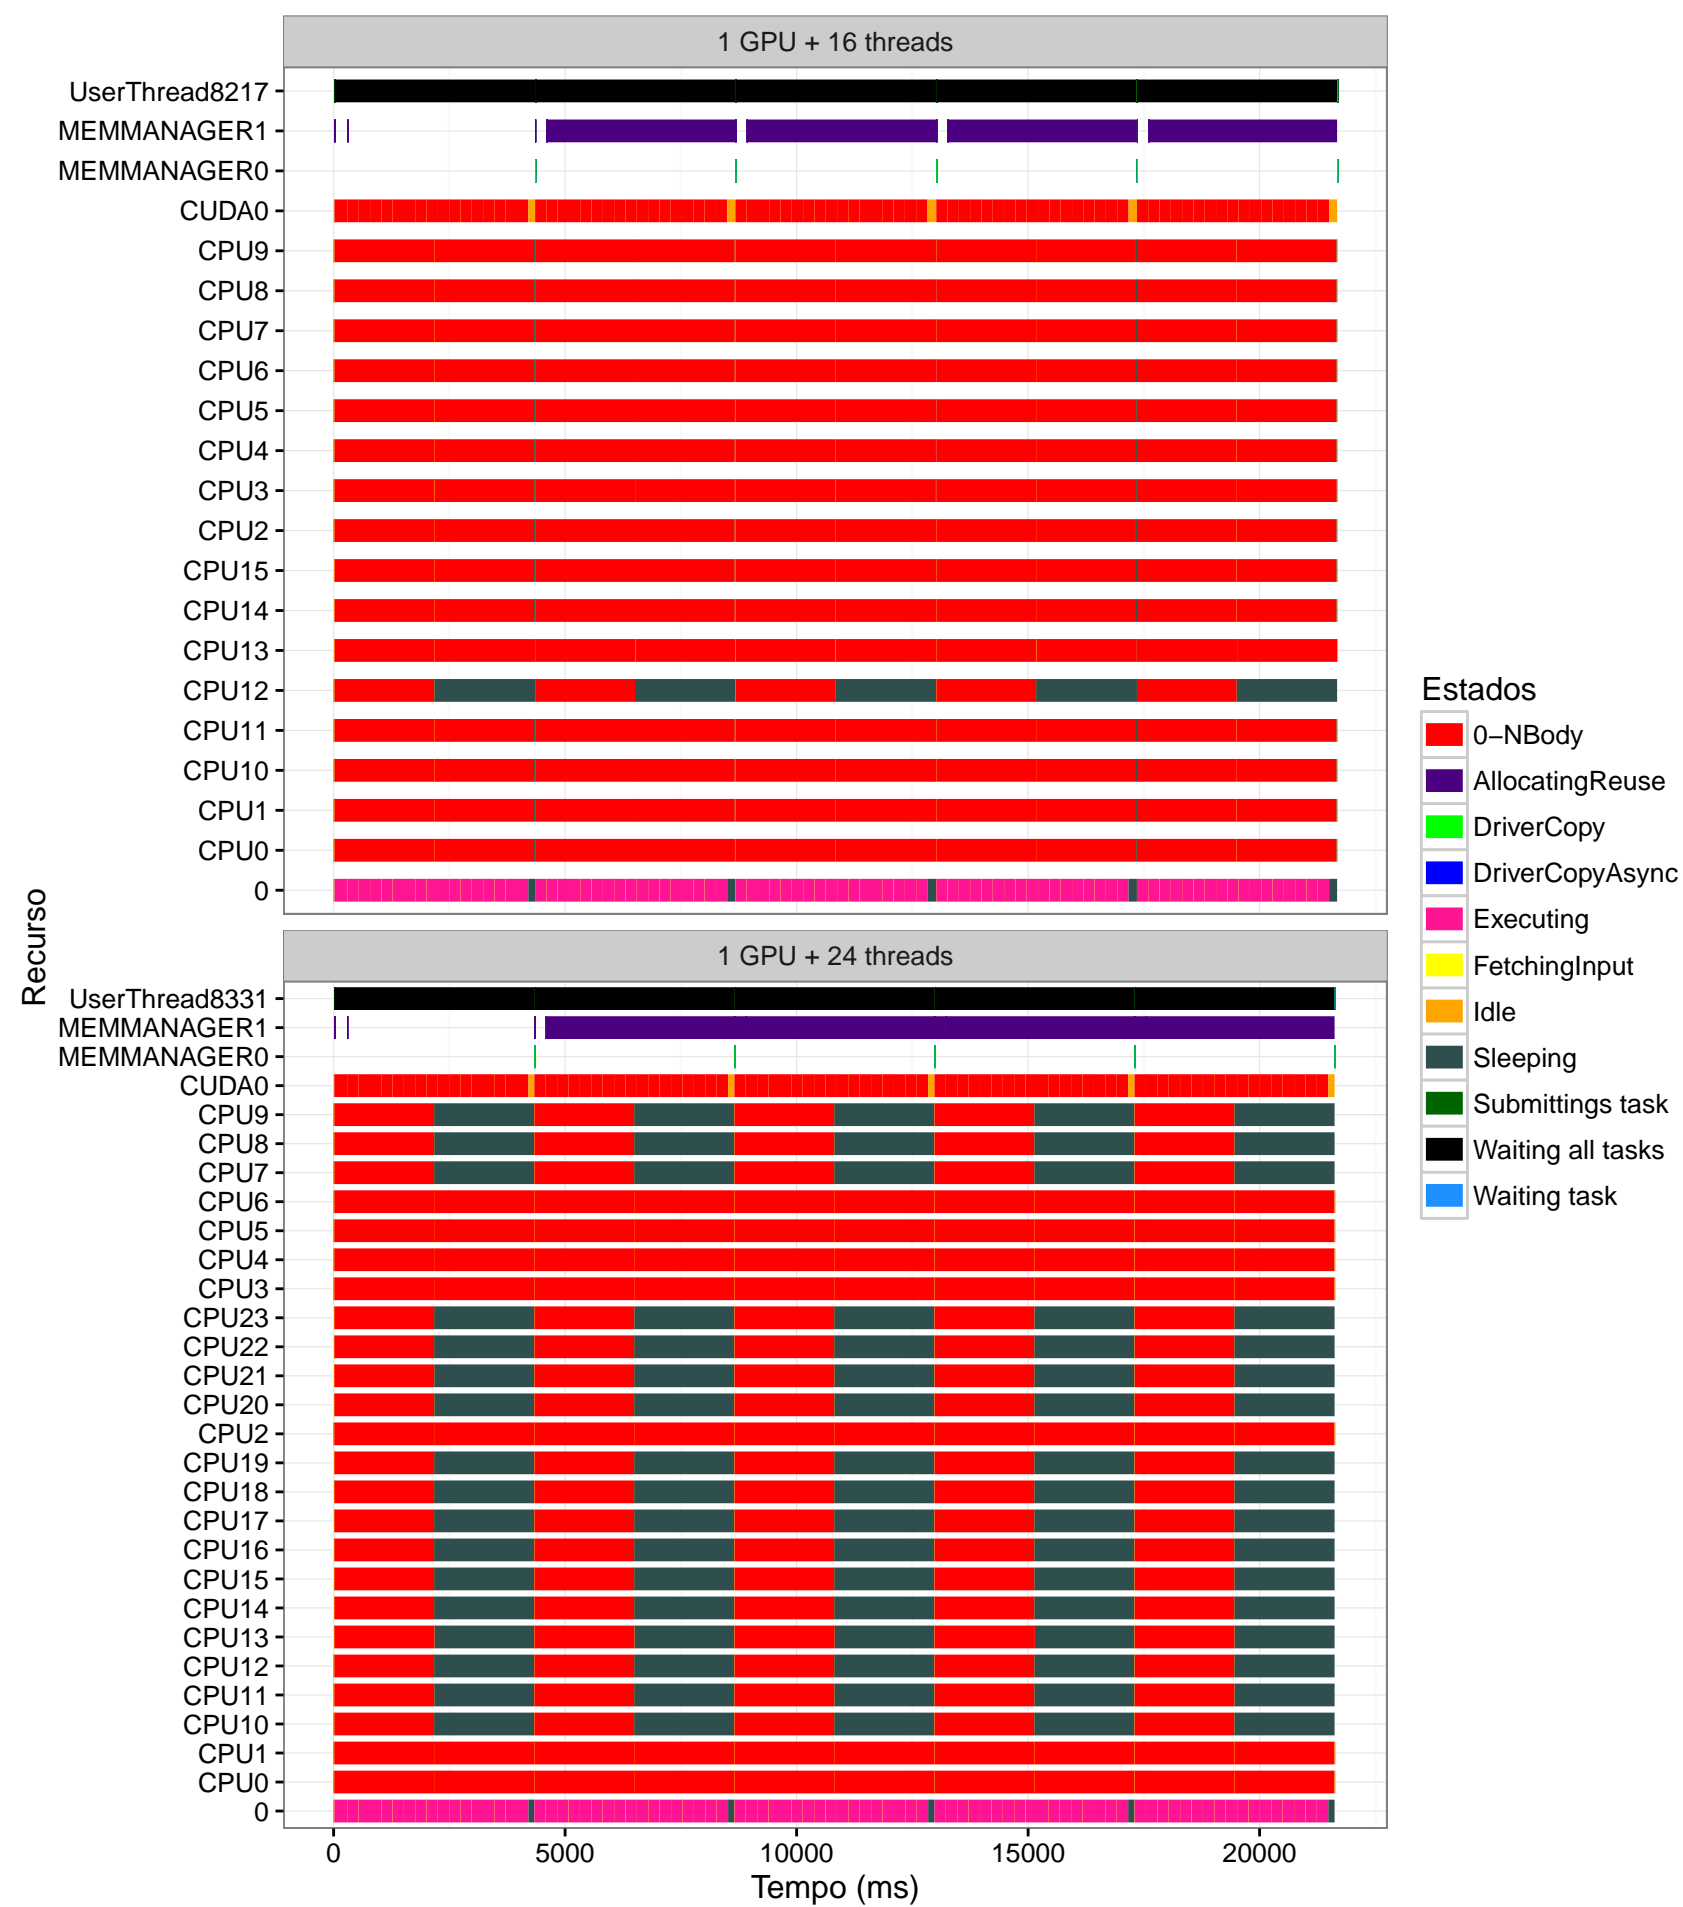 1 GPU + 16 threads
UserThread8217
MEMMANAGER1
MEMMANAGER0
CUDA0
CPU9
CPU8
CPU7
CPU6
CPU5
CPU4
CPU3
CPU2
CPU15
CPU14
CPU13
CPU12
CPU11
CPU10
CPU1
CPU0
0
1 GPU + 24 threads
UserThread8331
MEMMANAGER1
MEMMANAGER0
CUDA0
CPU9
CPU8
CPU7
CPU6
CPU5
CPU4
CPU3
CPU23
CPU22
CPU21
CPU20
CPU2
CPU19
CPU18
CPU17
CPU16
CPU15
CPU14
CPU13
CPU12
CPU11
CPU10
CPU1
CPU0
0
0 5000 10000 15000 20000
Tempo (ms)
Recurso
Estados
0−NBody
AllocatingReuse
DriverCopy
DriverCopyAsync
Executing
FetchingInput
Idle
Sleeping
Submittings task
Waiting all tasks
Waiting task